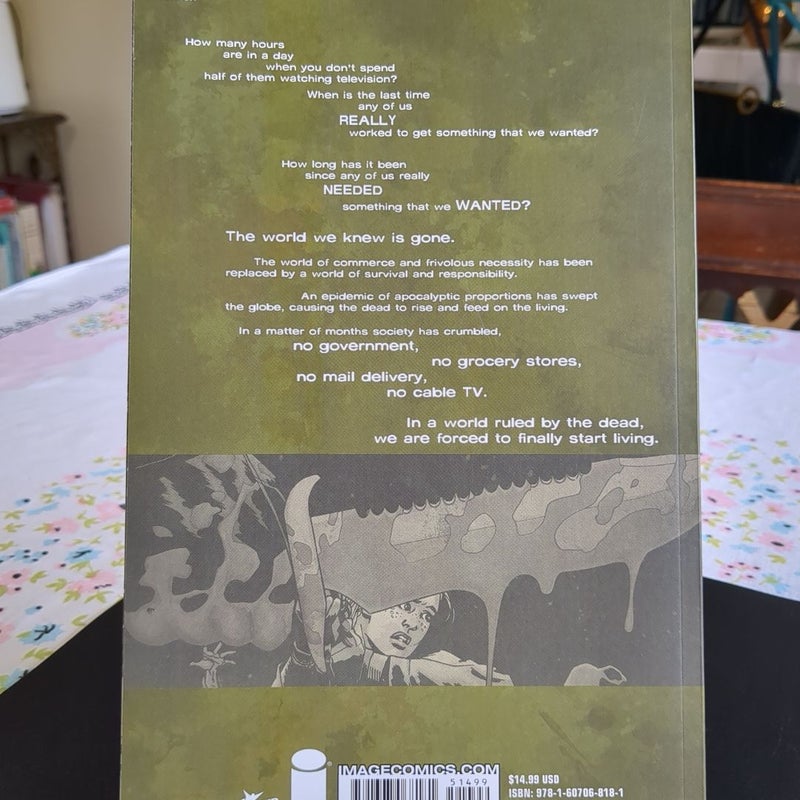 How many hours
are in a day
when you don't spend
half of them watching television?
When is the last time
any of us
REALLY
worked to get something that we wanted?
How long has it been
since any of us really
NEEDED
something that we WANTED?
The world we knew is gone.
The world of commerce and frivolous necessity has been
replaced by a world of survival and responsibility.
An epidemic of apocalyptic proportions has swept
the globe, causing the dead to rise and feed on the living.
In a matter of months society has crumbled,
no government,
no grocery stores,
no mail delivery,
no cable TV.
In a world ruled by the dead,
we are forced to finally start living.
IMAGECOMICS.COM
51499
$14.99 USD
ISBN: 978-1-60706-818-1